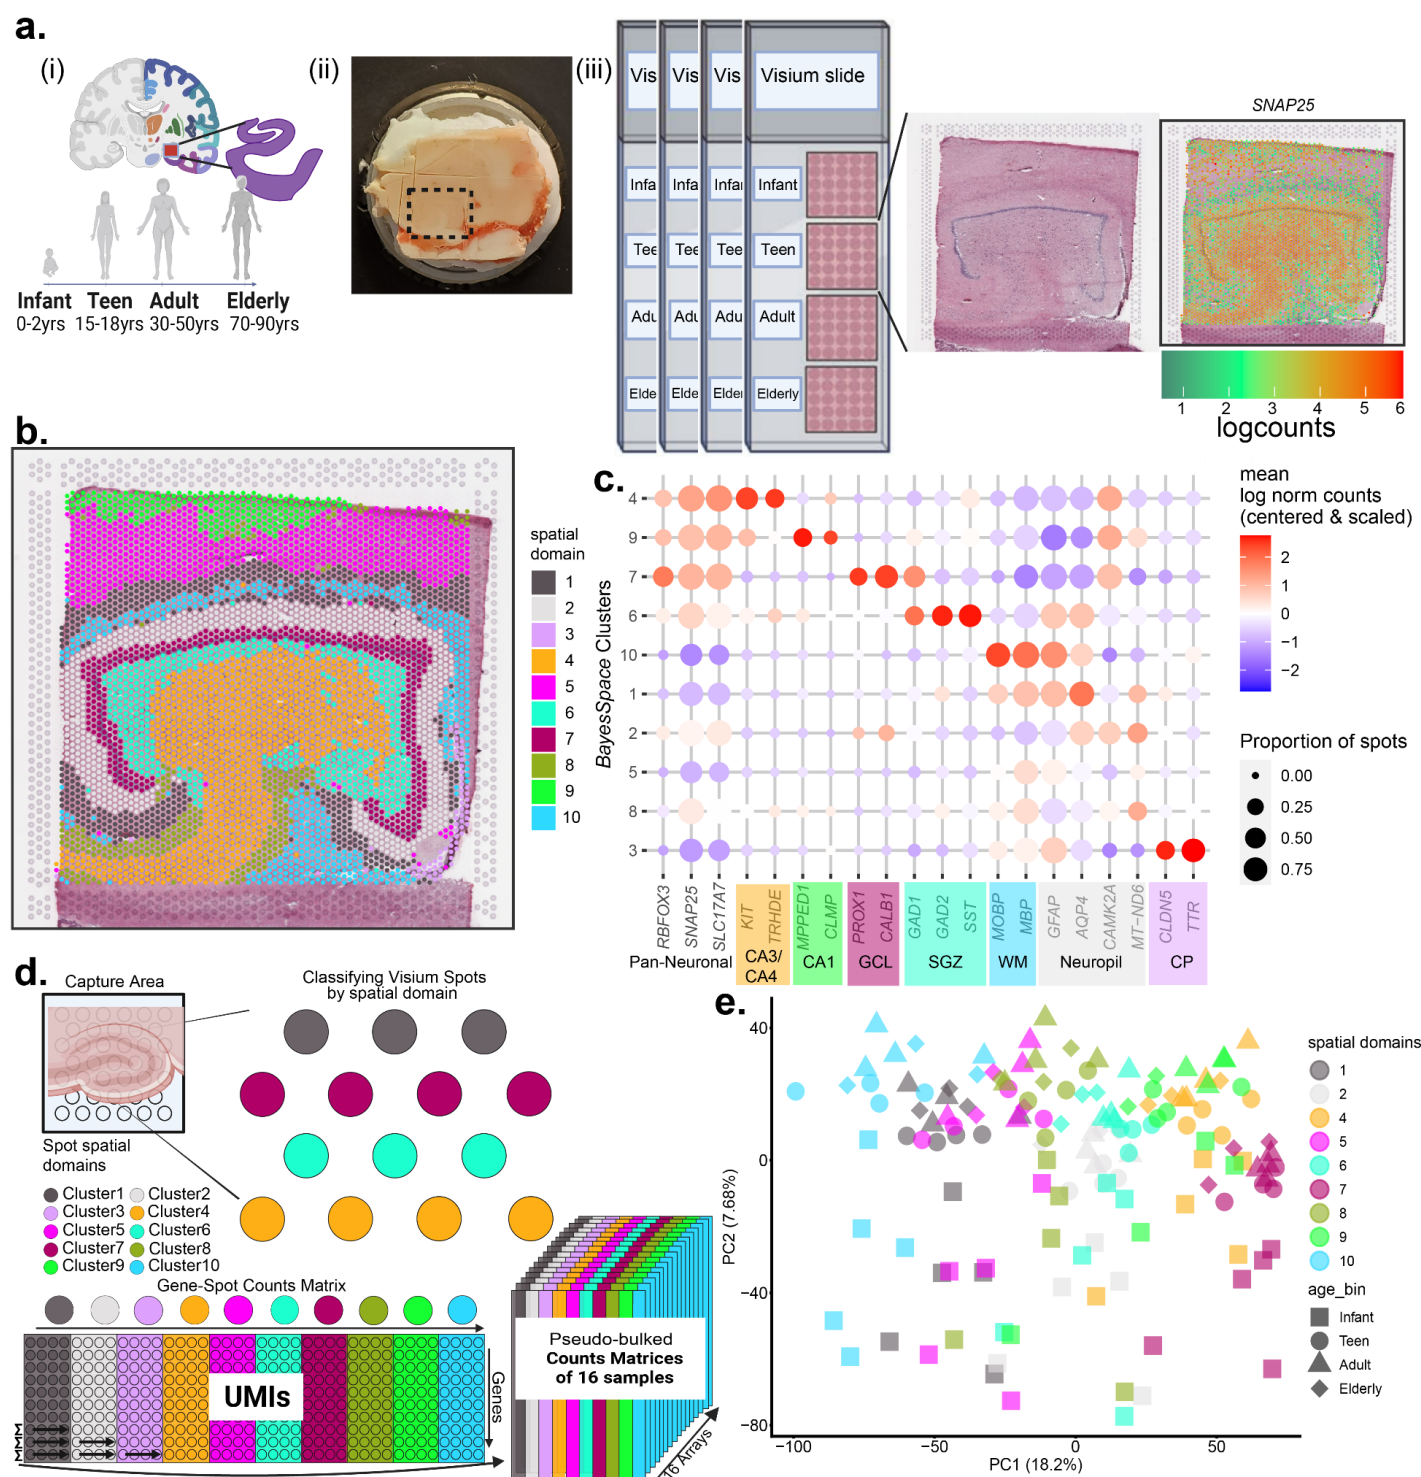 a.
(i)
(ii)
(iii)
Infant
Teen
Adult
Elderly
0-2yrs
15-18yrs
30-50yrs
70-90yrs
Vis
Vis
Vis
Visium slide
Infa
Infa
Infai
Infant
Tee
Tee
Tee
Teen
Adu
Adu
Adu
Adult
Elde
Elde
Elder
Elderly
SNAP25
1 2 3 4 5 6
logcounts
b.
spatial
domain
1
2
3
4
5
6
7
8
9
10
c.
BayesSpace Clusters
4
9
7
6
10
1
2
5
8
3
RBFOX3
SNAP25
SLC17A7
KIT
TRHDE
MPPED1
CLMP
PROX1
CALB1
GAD1
GAD2
SST
MOBP
MBP
GFAP
AQP4
CAMK2A
MT-ND6
CLDN5
TTR
Pan-Neuronal
CA3/
CA4
CA1
GCL
SGZ
WM
Neuropil
CP
mean
log norm counts
(centered & scaled)
2
1
0
−1
−2
Proportion of spots
0.00
0.25
0.50
0.75
d.
Capture Area
Classifying Visium Spots
by spatial domain
Spot spatial
domains
Cluster1
Cluster2
Cluster3
Cluster4
Cluster5
Cluster6
Cluster7
Cluster8
Cluster9
Cluster10
Gene-Spot Counts Matrix
UMIs
Genes
Pseudo-bulked
Counts Matrices
of 16 samples
16 Arrays
e.
PC2 (7.68%)
40
0
−40
−80
−100
−50
0
50
PC1 (18.2%)
spatial domains
1
2
4
5
6
7
8
9
10
age_bin
Infant
Teen
Adult
Elderly